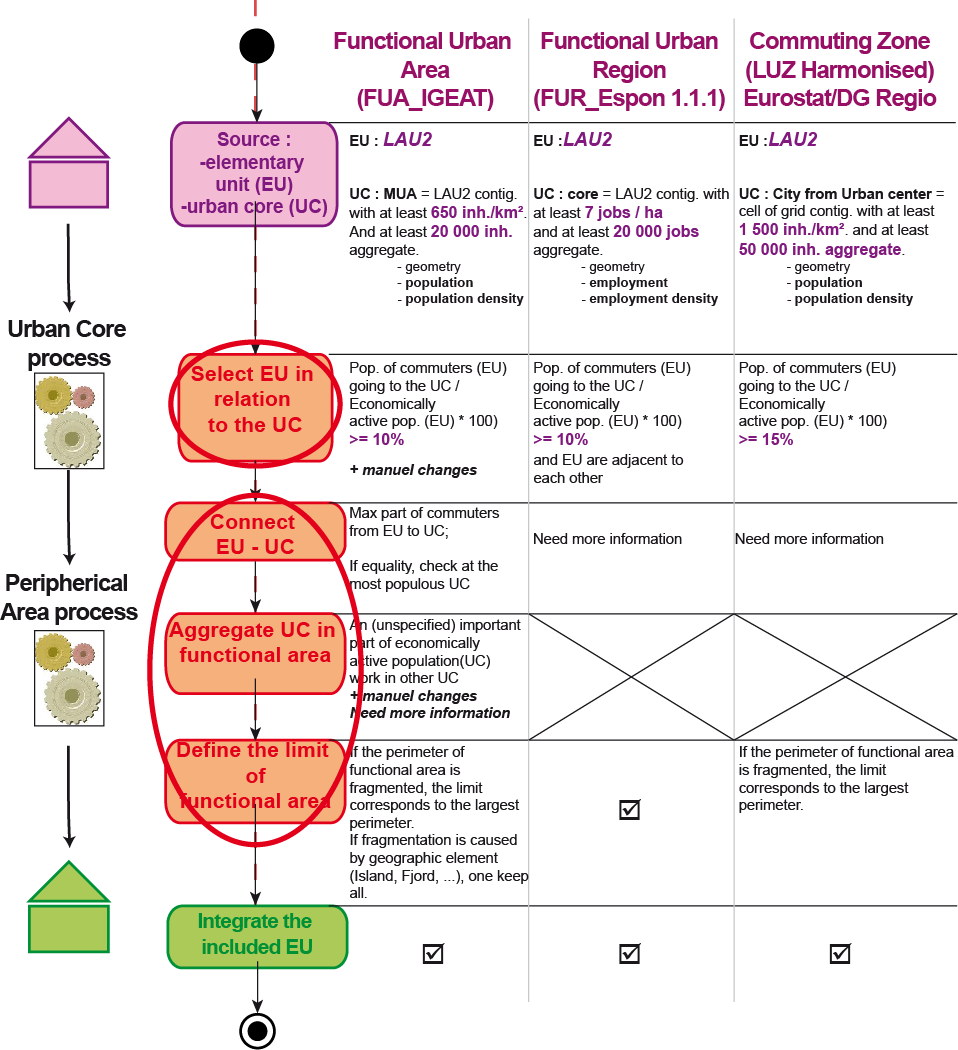 Functional Urban
Area
(FUA_IGEAT)
Functional Urban
Region
(FUR_Espon 1.1.1)
Commuting Zone
(LUZ Harmonised)
Eurostat/DG Regio
Source :
-elementary
unit (EU)
-urban core (UC)
EU : LAU2
UC : MUA = LAU2 contig.
with at least 650 inh./km².
And at least 20 000 inh.
aggregate.
- geometry
- population
- population density
EU : LAU2
UC : core = LAU2 contig. with
at least 7 jobs / ha
and at least 20 000 jobs
aggregate.
- geometry
- employment
- employment density
EU : LAU2
UC : City from Urban center =
cell of grid contig. with at least
1 500 inh./km². and at least
50 000 inh. aggregate.
- geometry
- population
- population density
Urban Core
process
Select EU in
relation
to the UC
Pop. of commuters (EU)
going to the UC /
Economically
active pop. (EU) * 100)
>= 10%
+ manuel changes
Pop. of commuters (EU)
going to the UC /
Economically
active pop. (EU) * 100)
>= 10%
and EU are adjacent to
each other
Pop. of commuters (EU)
going to the UC /
Economically
active pop. (EU) * 100)
>= 15%
Connect
EU - UC
Max part of commuters
from EU to UC;
If equality, check at the
most populous UC
Need more information
Need more information
Peripherical
Area process
Aggregate UC in
functional area
An (unspecified) important
part of economically
active population(UC)
work in other UC
+ manuel changes
Need more information
Define the limit
of
functional area
If the perimeter of
functional area is
fragmented, the limit
corresponds to the largest
perimeter.
If fragmentation is caused
by geographic element
(Island, Fjord, ...), one keep
all.
If the perimeter of functional area
is fragmented, the limit
corresponds to the largest
perimeter.
Integrate the
included EU